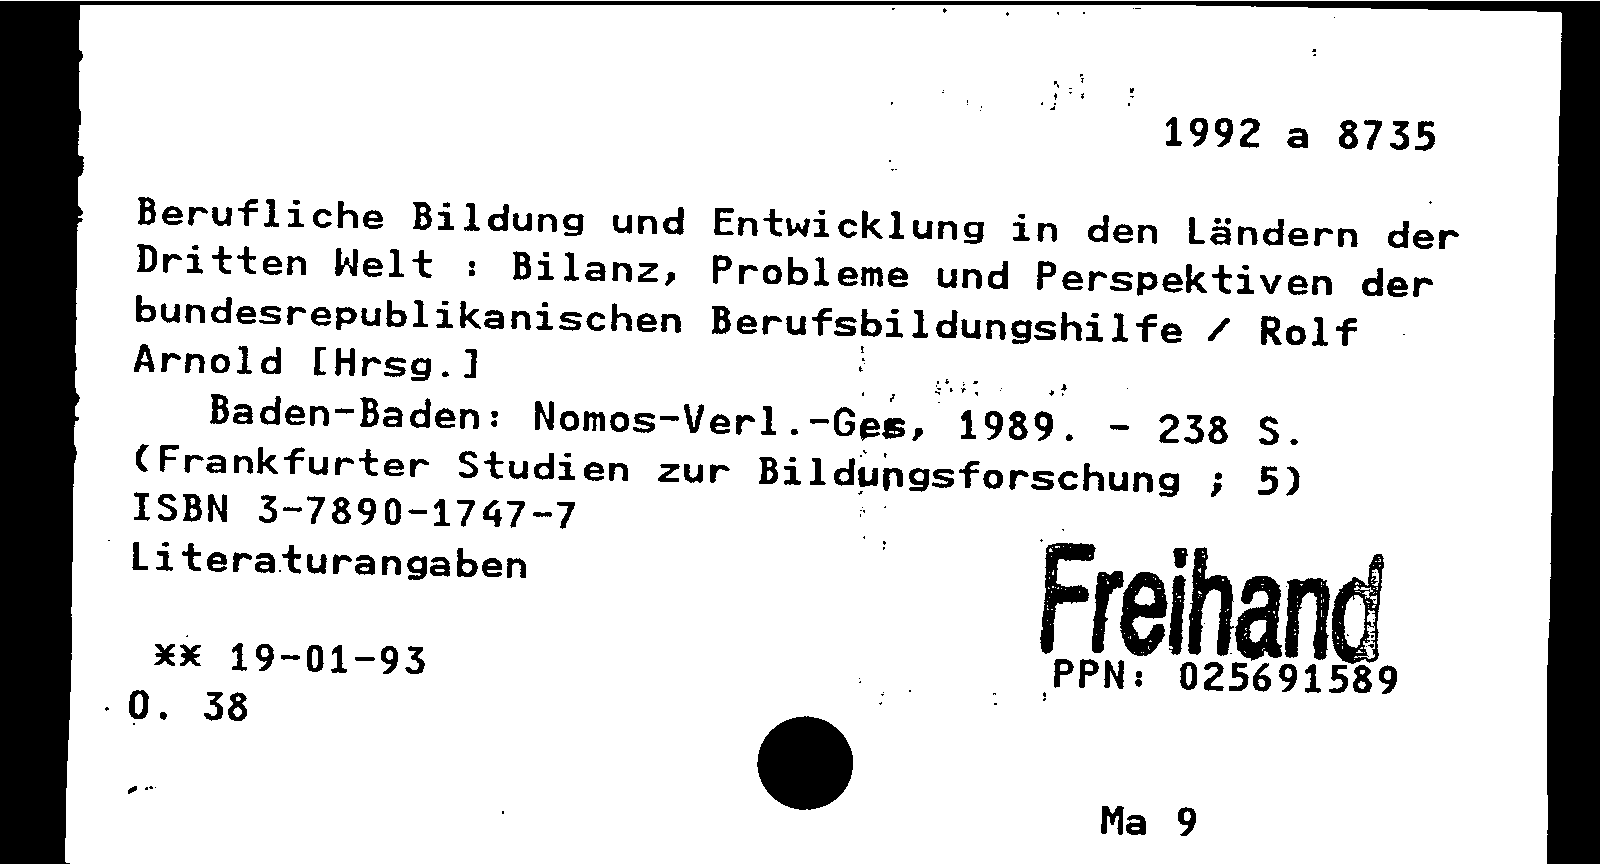 1992 a 8735
Berufliche Bildung und Entwicklung in den Ländern der
Dritten Welt : Bilanz, Probleme und Perspektiven der
bundesrepublikanischen Berufsbildungshilfe / Rolf
Arnold [Hrsg.]
Baden-Baden: Nomos-Verl.-Ges, 1989. - 238 S.
(Frankfurter Studien zur Bildungsforschung ; 5)
ISBN 3-7890-1747-7
Literaturangaben
Freihand
** 19-01-93
PPN: 025691589
O. 38
Ma 9